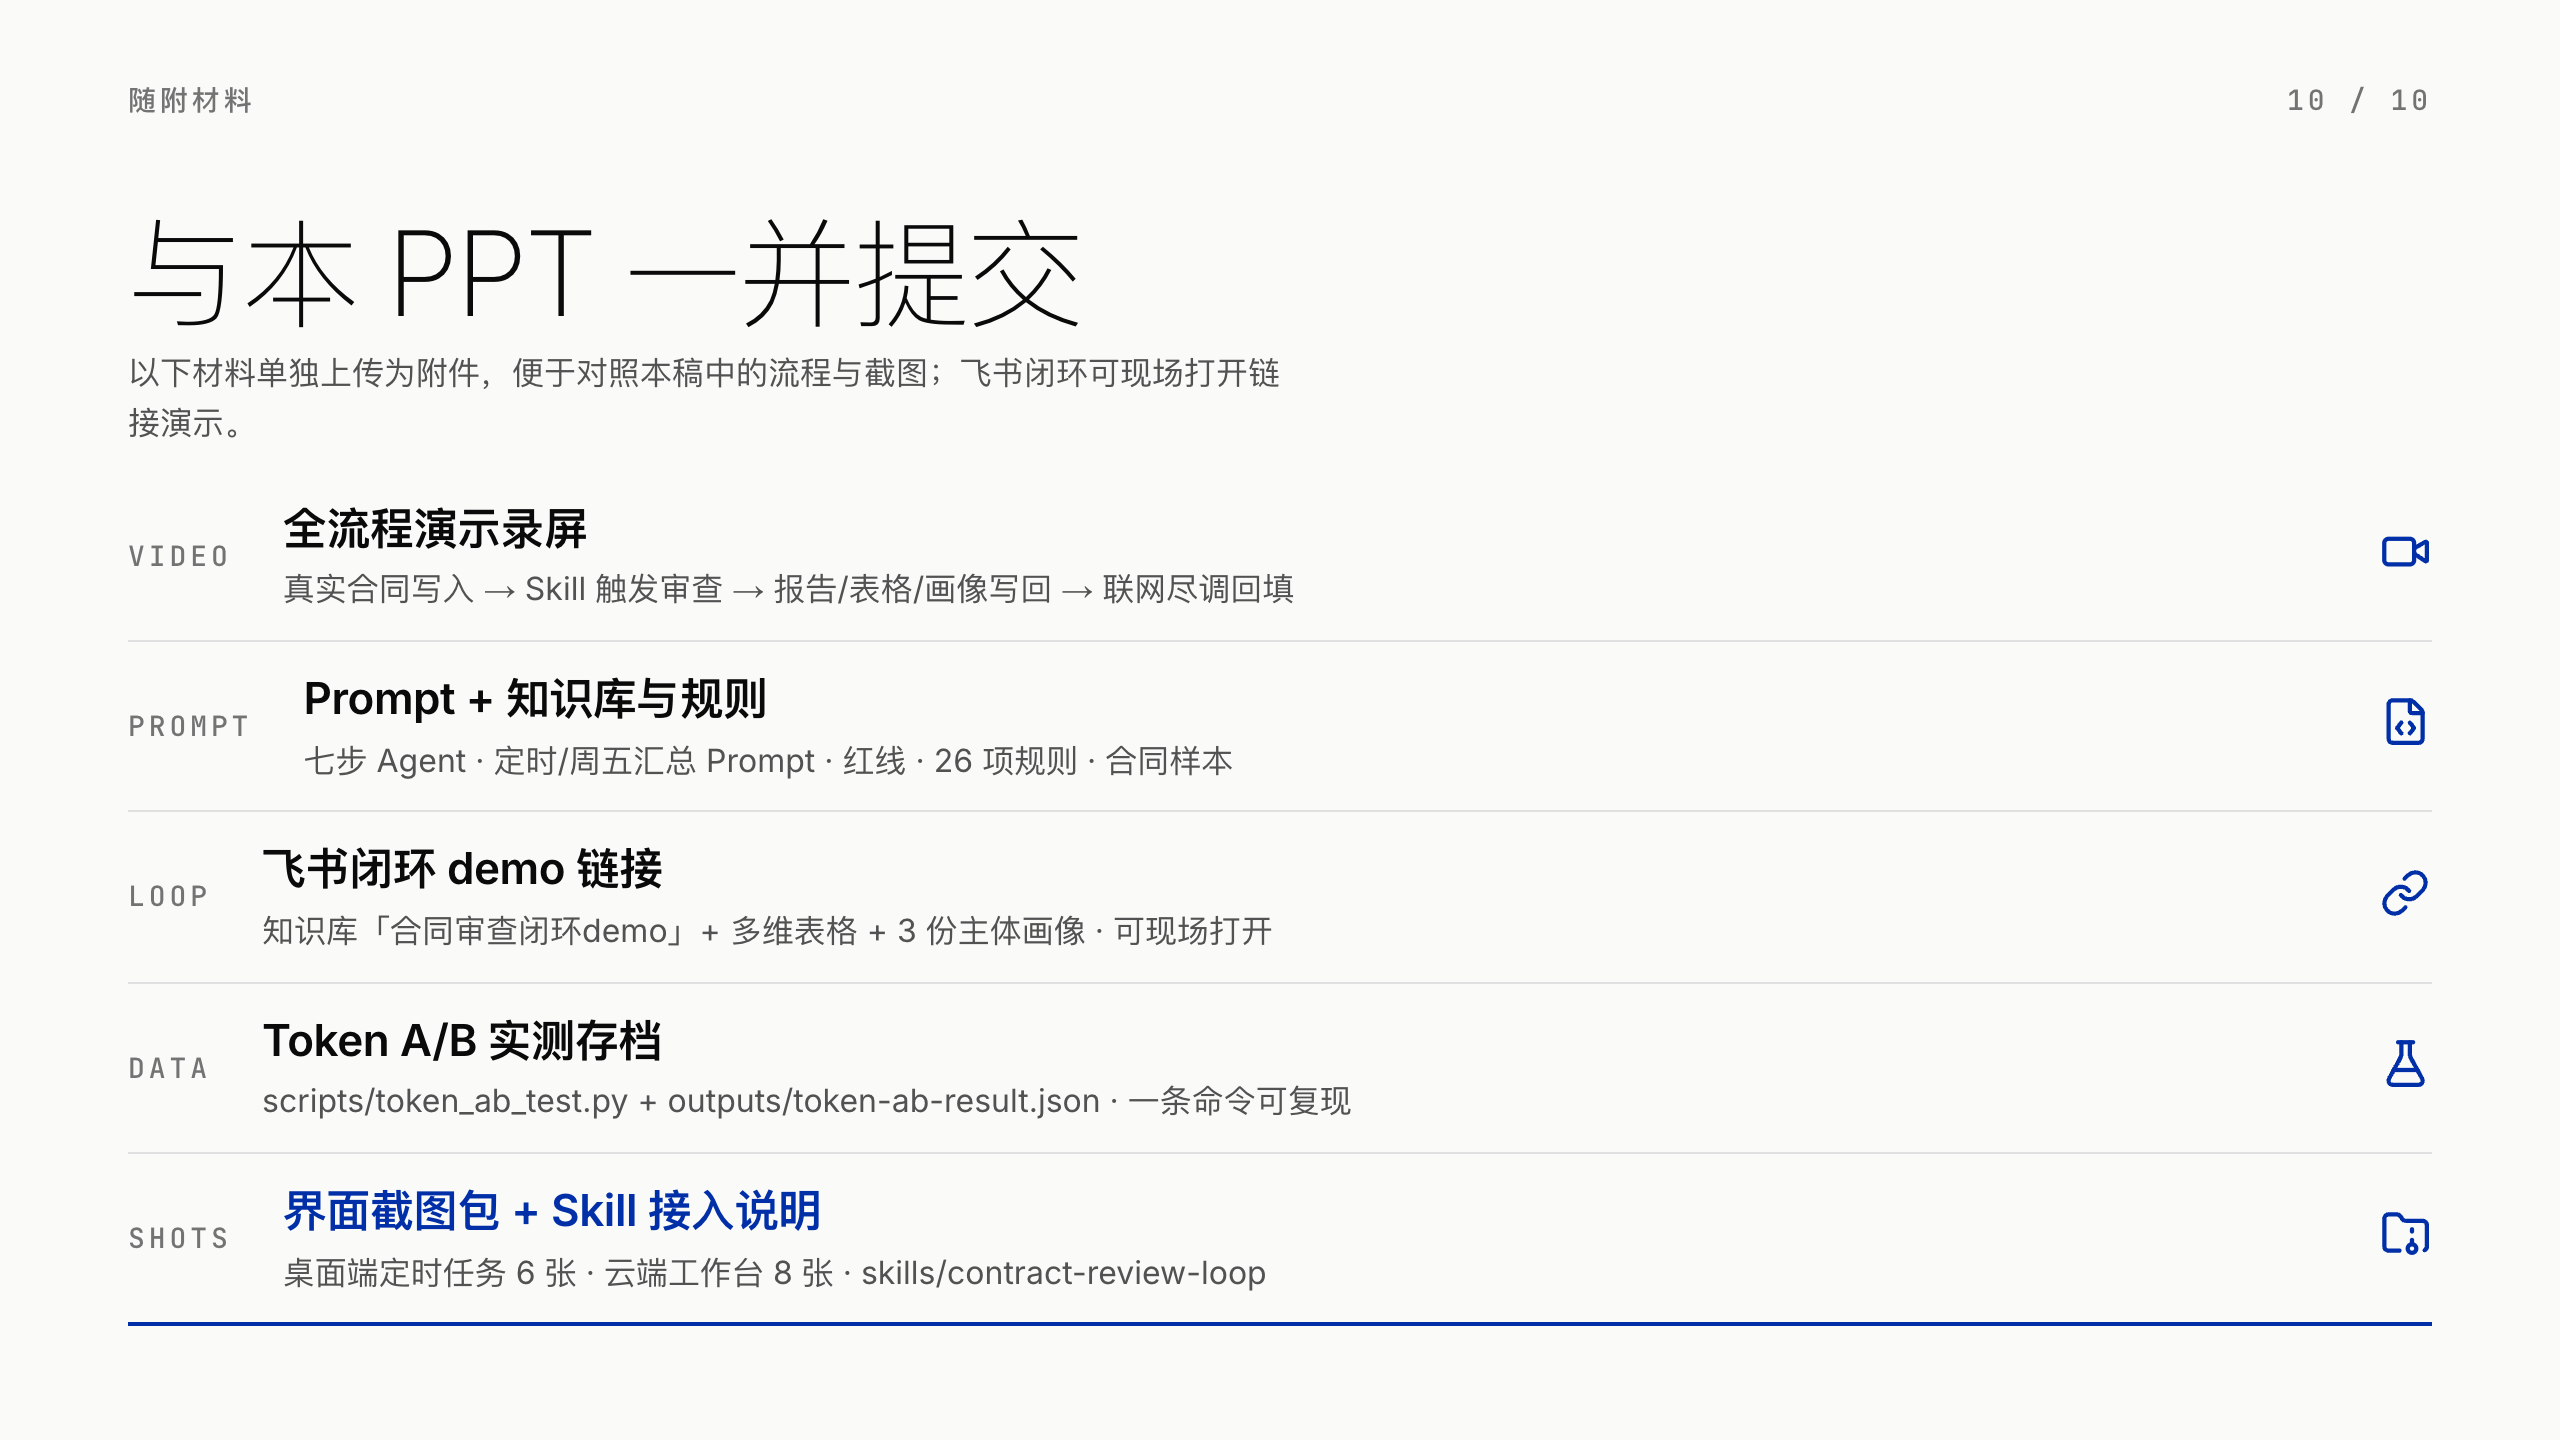 随附材料
10 / 10
与本 PPT 一并提交
以下材料单独上传为附件，便于对照本稿中的流程与截图；飞书闭环可现场打开链
接演示。
VIDEO
全流程演示录屏
真实合同写入 → Skill 触发审查 → 报告/表格/画像写回 → 联网尽调回填
PROMPT
Prompt + 知识库与规则
七步 Agent · 定时/周五汇总 Prompt · 红线 · 26 项规则 · 合同样本
LOOP
飞书闭环 demo 链接
知识库「合同审查闭环demo」+ 多维表格 + 3 份主体画像 · 可现场打开
DATA
Token A/B 实测存档
scripts/token_ab_test.py + outputs/token-ab-result.json · 一条命令可复现
SHOTS
界面截图包 + Skill 接入说明
桌面端定时任务 6 张 · 云端工作台 8 张 · skills/contract-review-loop